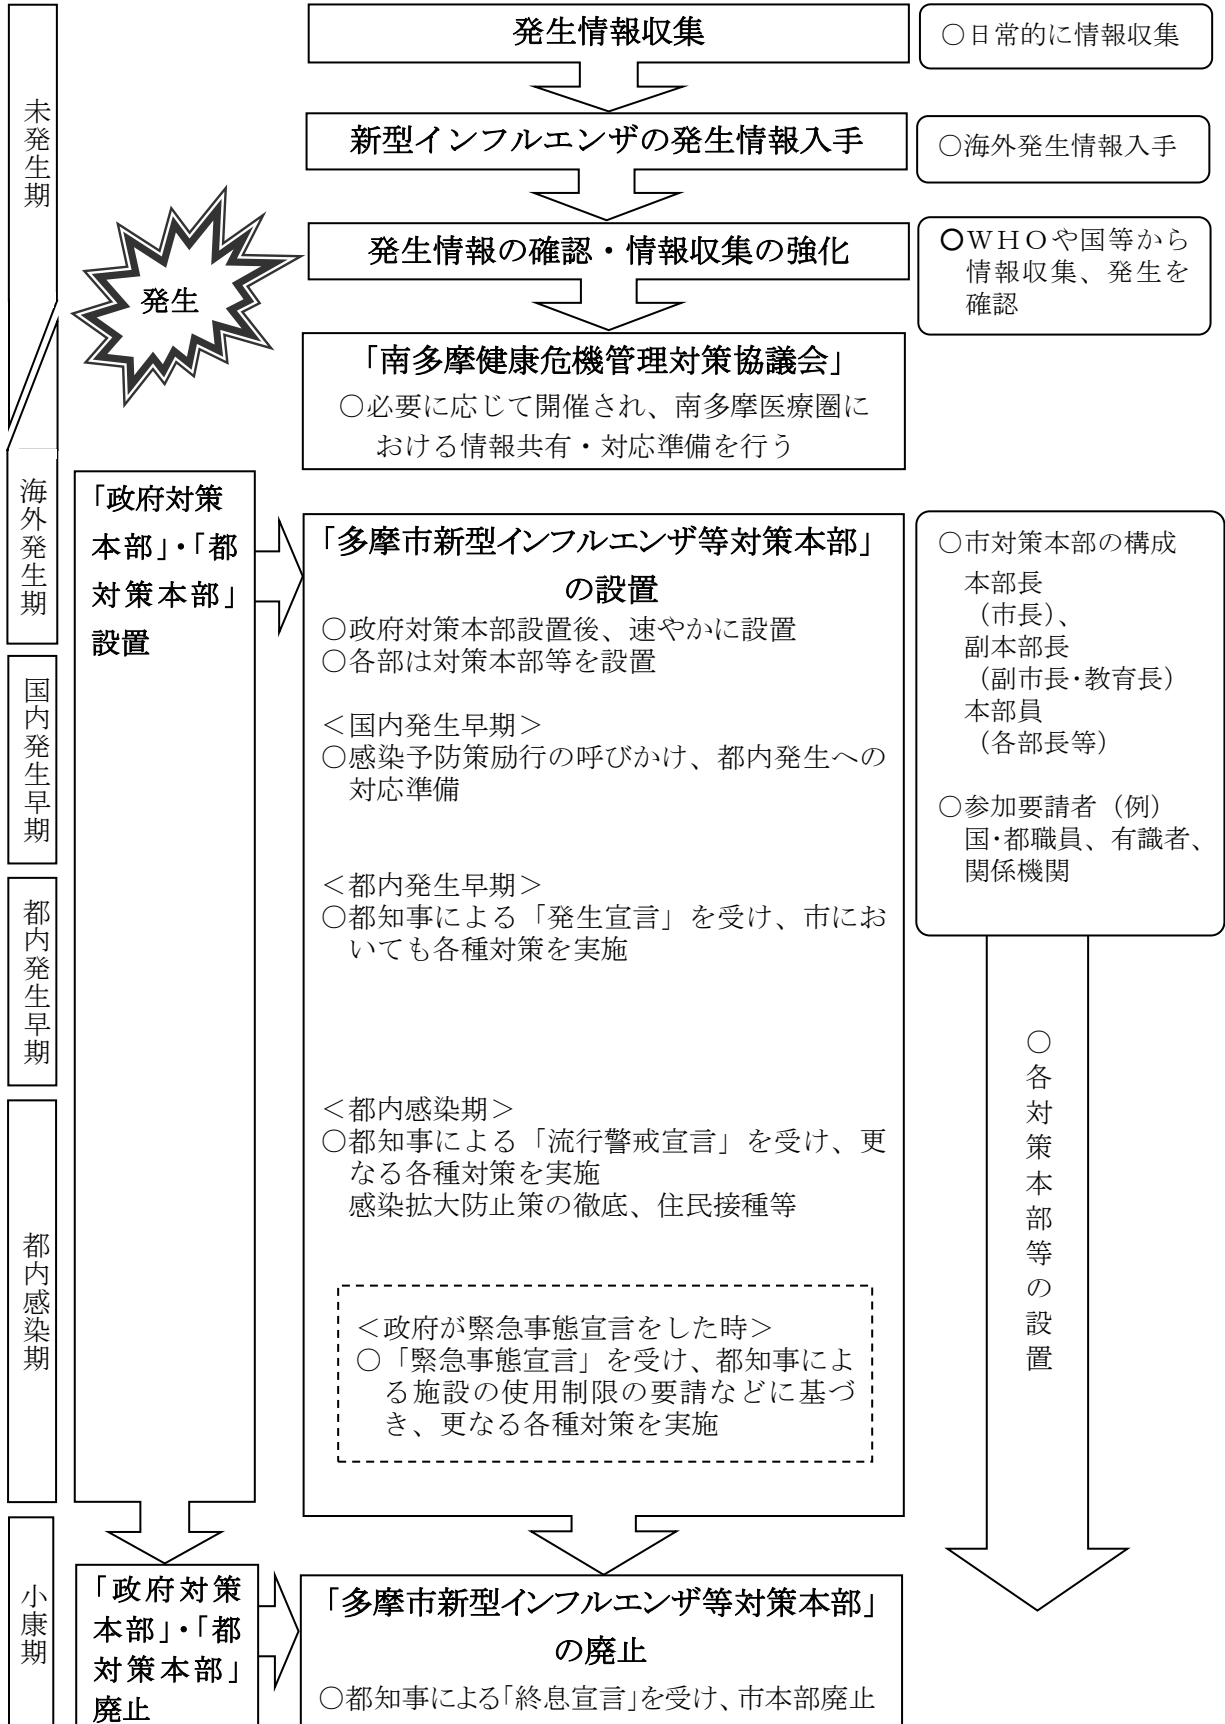 未発生期
海外発生期
国内発生早期
都内発生早期
都内感染期
小康期
発生情報収集
○日常的に情報収集
新型インフルエンザの発生情報入手
○海外発生情報入手
発生情報の確認・情報収集の強化
○WHOや国等から
情報収集、発生を
確認
発生
「南多摩健康危機管理対策協議会」
○必要に応じて開催され、南多摩医療圏に
おける情報共有・対応準備を行う
「政府対策
本部」・「都
対策本部」
設置
「多摩市新型インフルエンザ等対策本部」
の設置
○政府対策本部設置後、速やかに設置
○各部は対策本部等を設置
＜国内発生早期＞
○感染予防策励行の呼びかけ、都内発生への
対応準備
＜都内発生早期＞
○都知事による「発生宣言」を受け、市にお
いても各種対策を実施
＜都内感染期＞
○都知事による「流行警戒宣言」を受け、更
なる各種対策を実施
感染拡大防止策の徹底、住民接種等
＜政府が緊急事態宣言をした時＞
○「緊急事態宣言」を受け、都知事によ
る施設の使用制限の要請などに基づ
き、更なる各種対策を実施
○市対策本部の構成
本部長
（市長）、
副本部長
（副市長・教育長）
本部員
（各部長等）
○参加要請者（例）
国・都職員、有識者、
関係機関
○各対策本部等の設置
「政府対策
本部」・「都
対策本部」
廃止
「多摩市新型インフルエンザ等対策本部」
の廃止
○都知事による「終息宣言」を受け、市本部廃止